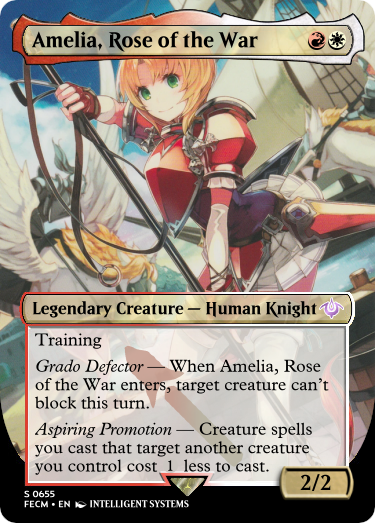 Amelia, Rose of the War
Legendary Creature — Human Knight
Training
Grado Defector — When Amelia, Rose
of the War enters, target creature can't
block this turn.
Aspiring Promotion — Creature spells
you cast that target another creature
you control cost 1 less to cast.
2/2
S 0655
FECM • EN INTELLIGENT SYSTEMS